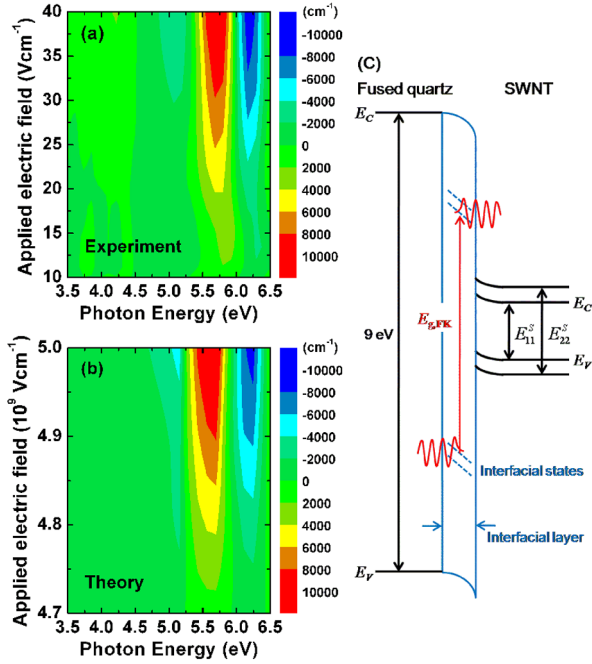 (a)
(cm⁻¹)
40
35
30
25
20
15
10
Applied electric field (Vcm⁻¹)
Experiment
3.5 4.0 4.5 5.0 5.5 6.0 6.5
Photon Energy (eV)
-10000
-8000
-6000
-4000
-2000
0
2000
4000
6000
8000
10000
(b)
(cm⁻¹)
5.0
4.9
4.8
4.7
Applied electric field (10⁹ Vcm⁻¹)
Theory
3.5 4.0 4.5 5.0 5.5 6.0 6.5
Photon Energy (eV)
-10000
-8000
-6000
-4000
-2000
0
2000
4000
6000
8000
10000
(C)
Fused quartz SWNT
E_C
E_g,FK
9 eV
E_C
E₁₁^S E₂₂^S
E_V
Interfacial states
Interfacial layer
E_V